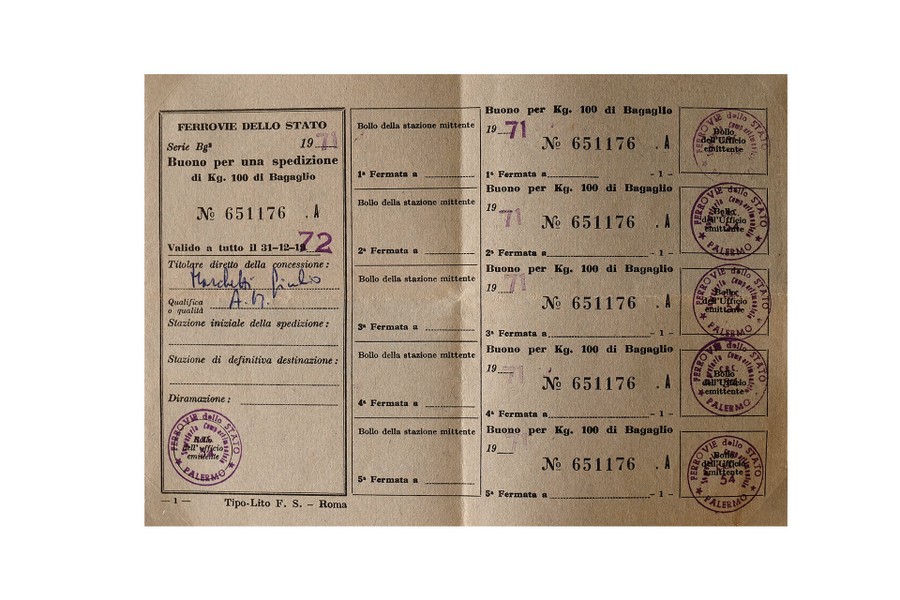 FERROVIE DELLO STATO
Serie Bgª 1971
Buono per una spedizione
di Kg. 100 di Bagaglio
№ 651176 . A
Valido a tutto il 31-12-1972
Titolare diretto della concessione :
Marchetti Giulio
Qualifica
o qualità
Stazione iniziale della spedizione :
Stazione di definitiva destinazione :
Diramazione :
FERROVIE dello STATO
Bollo
dell'ufficio
emittente
PALERMO
— 1 —
Tipo-Lito F. S. – Roma
Bollo della stazione mittente
1ª Fermata a
Bollo della stazione mittente
2ª Fermata a
Bollo della stazione mittente
3ª Fermata a
Bollo della stazione mittente
4ª Fermata a
Bollo della stazione mittente
5ª Fermata a
Buono per Kg. 100 di Bagaglio
1971
№ 651176 . A
1ª Fermata a - 1 -
FERROVIE dello STATO
Bollo
dell'Ufficio
emittente
Buono per Kg. 100 di Bagaglio
1971
№ 651176 . A
2ª Fermata a - 1 -
FERROVIE dello STATO
Bollo
dell'Ufficio
emittente
PALERMO
Buono per Kg. 100 di Bagaglio
1971
№ 651176 . A
3ª Fermata a - 1 -
FERROVIE dello STATO
Bollo
dell'Ufficio
emittente
PALERMO
Buono per Kg. 100 di Bagaglio
1971
№ 651176 . A
4ª Fermata a - 1 -
FERROVIE dello STATO
Bollo
dell'Ufficio
emittente
PALERMO
Buono per Kg. 100 di Bagaglio
1971
№ 651176 . A
5ª Fermata a - 1 -
FERROVIE dello STATO
Bollo
dell'Ufficio
emittente
54
PALERMO